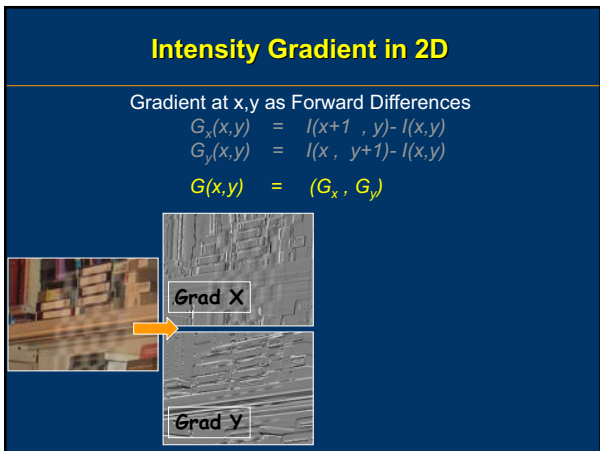 Intensity Gradient in 2D
Gradient at x,y as Forward Differences
Gx(x,y) = I(x+1 , y)- I(x,y)
Gy(x,y) = I(x , y+1)- I(x,y)
G(x,y) = (Gx , Gy)
Grad X
Grad Y